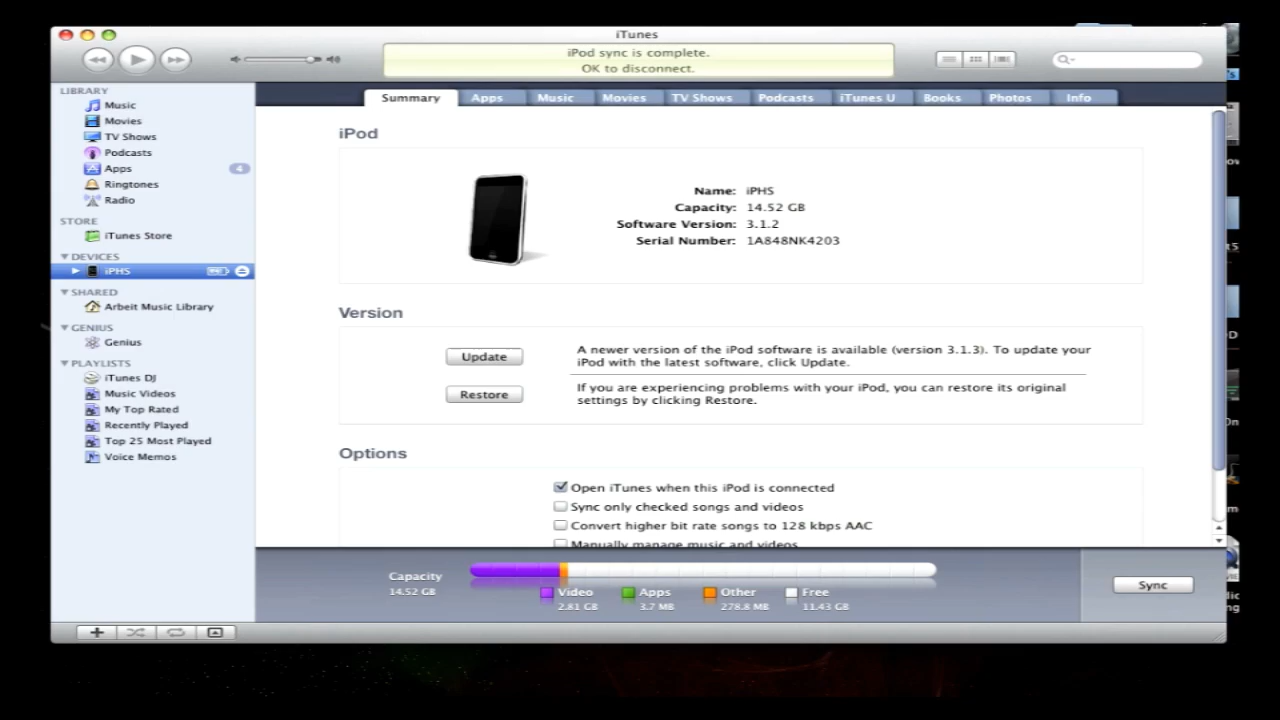 iTunes
iPod sync is complete.
OK to disconnect.
LIBRARY
Music
Movies
TV Shows
Podcasts
Apps 4
Ringtones
Radio
STORE
iTunes Store
DEVICES
iPHS
SHARED
Arbeit Music Library
GENIUS
Genius
PLAYLISTS
iTunes DJ
Music Videos
My Top Rated
Recently Played
Top 25 Most Played
Voice Memos
Summary Apps Music Movies TV Shows Podcasts iTunes U Books Photos Info
iPod
Name: iPHS
Capacity: 14.52 GB
Software Version: 3.1.2
Serial Number: 1A848NK4203
Version
Update
A newer version of the iPod software is available (version 3.1.3). To update your
iPod with the latest software, click Update.
Restore
If you are experiencing problems with your iPod, you can restore its original
settings by clicking Restore.
Options
Open iTunes when this iPod is connected
Sync only checked songs and videos
Convert higher bit rate songs to 128 kbps AAC
Manually manage music and videos
Capacity
14.52 GB
Video
2.81 GB
Apps
3.7 MB
Other
278.8 MB
Free
11.43 GB
Sync